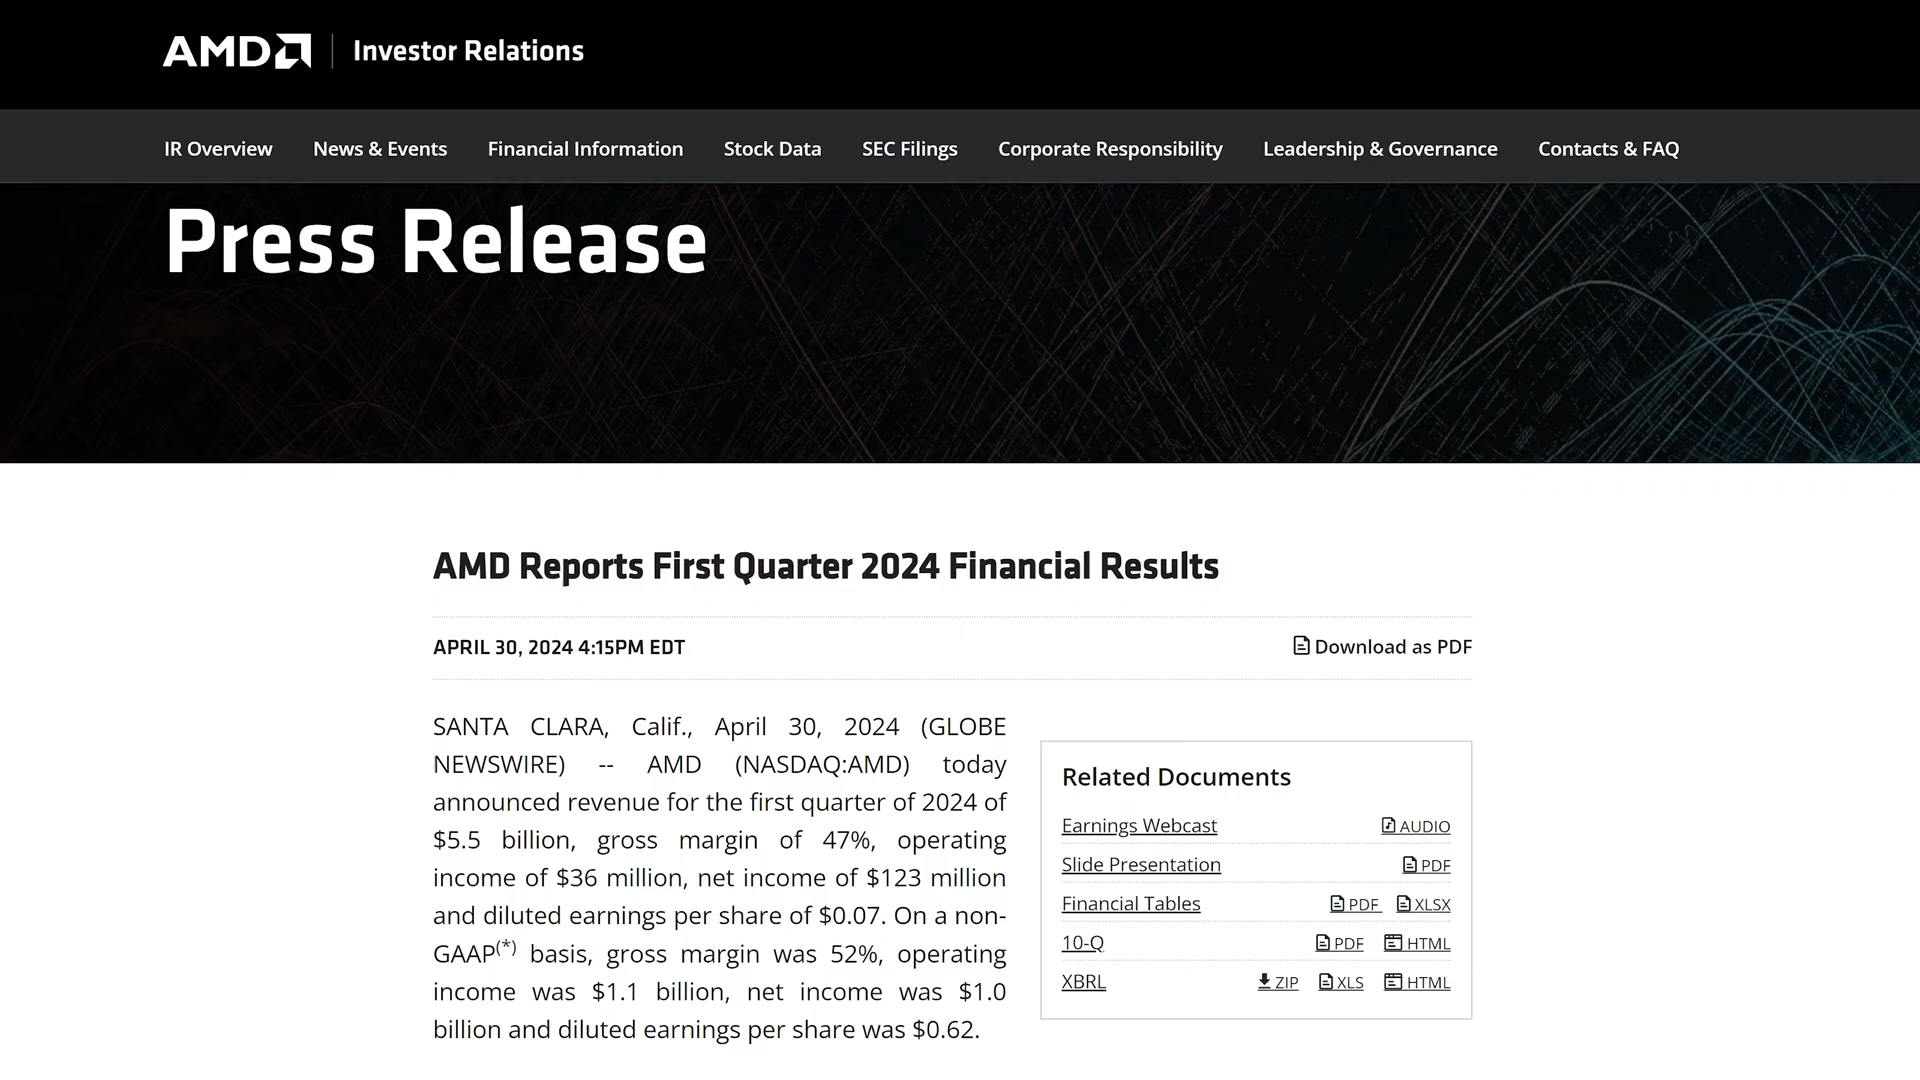 AMD Investor Relations
IR Overview News & Events Financial Information Stock Data SEC Filings Corporate Responsibility Leadership & Governance Contacts & FAQ
Press Release
AMD Reports First Quarter 2024 Financial Results
APRIL 30, 2024 4:15PM EDT Download as PDF
SANTA CLARA, Calif., April 30, 2024 (GLOBE
NEWSWIRE) -- AMD (NASDAQ:AMD) today
announced revenue for the first quarter of 2024 of
$5.5 billion, gross margin of 47%, operating
income of $36 million, net income of $123 million
and diluted earnings per share of $0.07. On a non-
GAAP(*) basis, gross margin was 52%, operating
income was $1.1 billion, net income was $1.0
billion and diluted earnings per share was $0.62.
Related Documents
Earnings Webcast AUDIO
Slide Presentation PDF
Financial Tables PDF XLSX
10-Q PDF HTML
XBRL ZIP XLS HTML